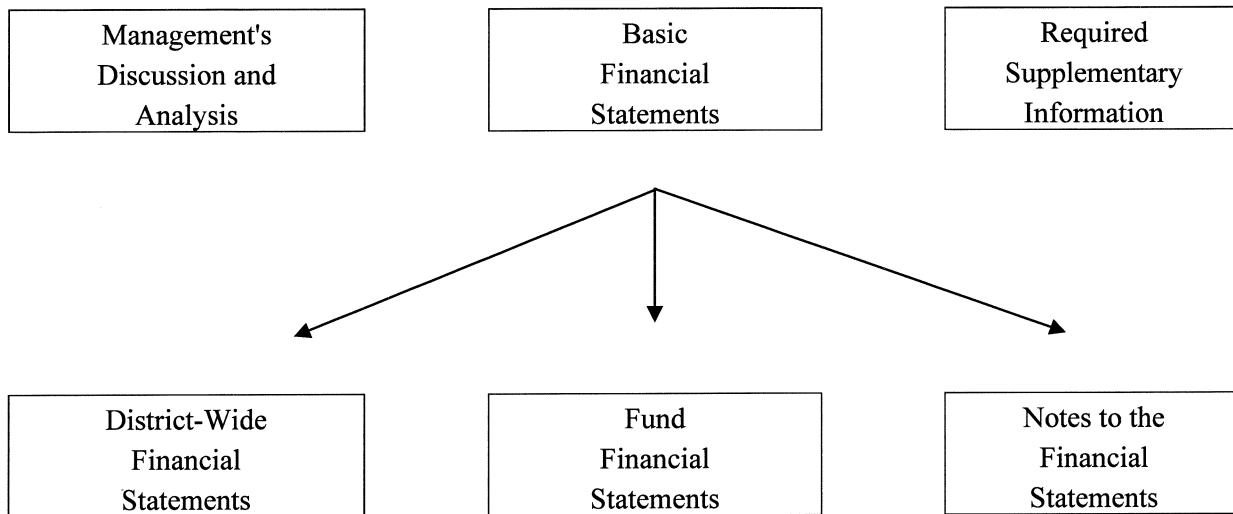 Management's
Discussion and
Analysis
Basic
Financial
Statements
Required
Supplementary
Information
District-Wide
Financial
Statements
Fund
Financial
Statements
Notes to the
Financial
Statements